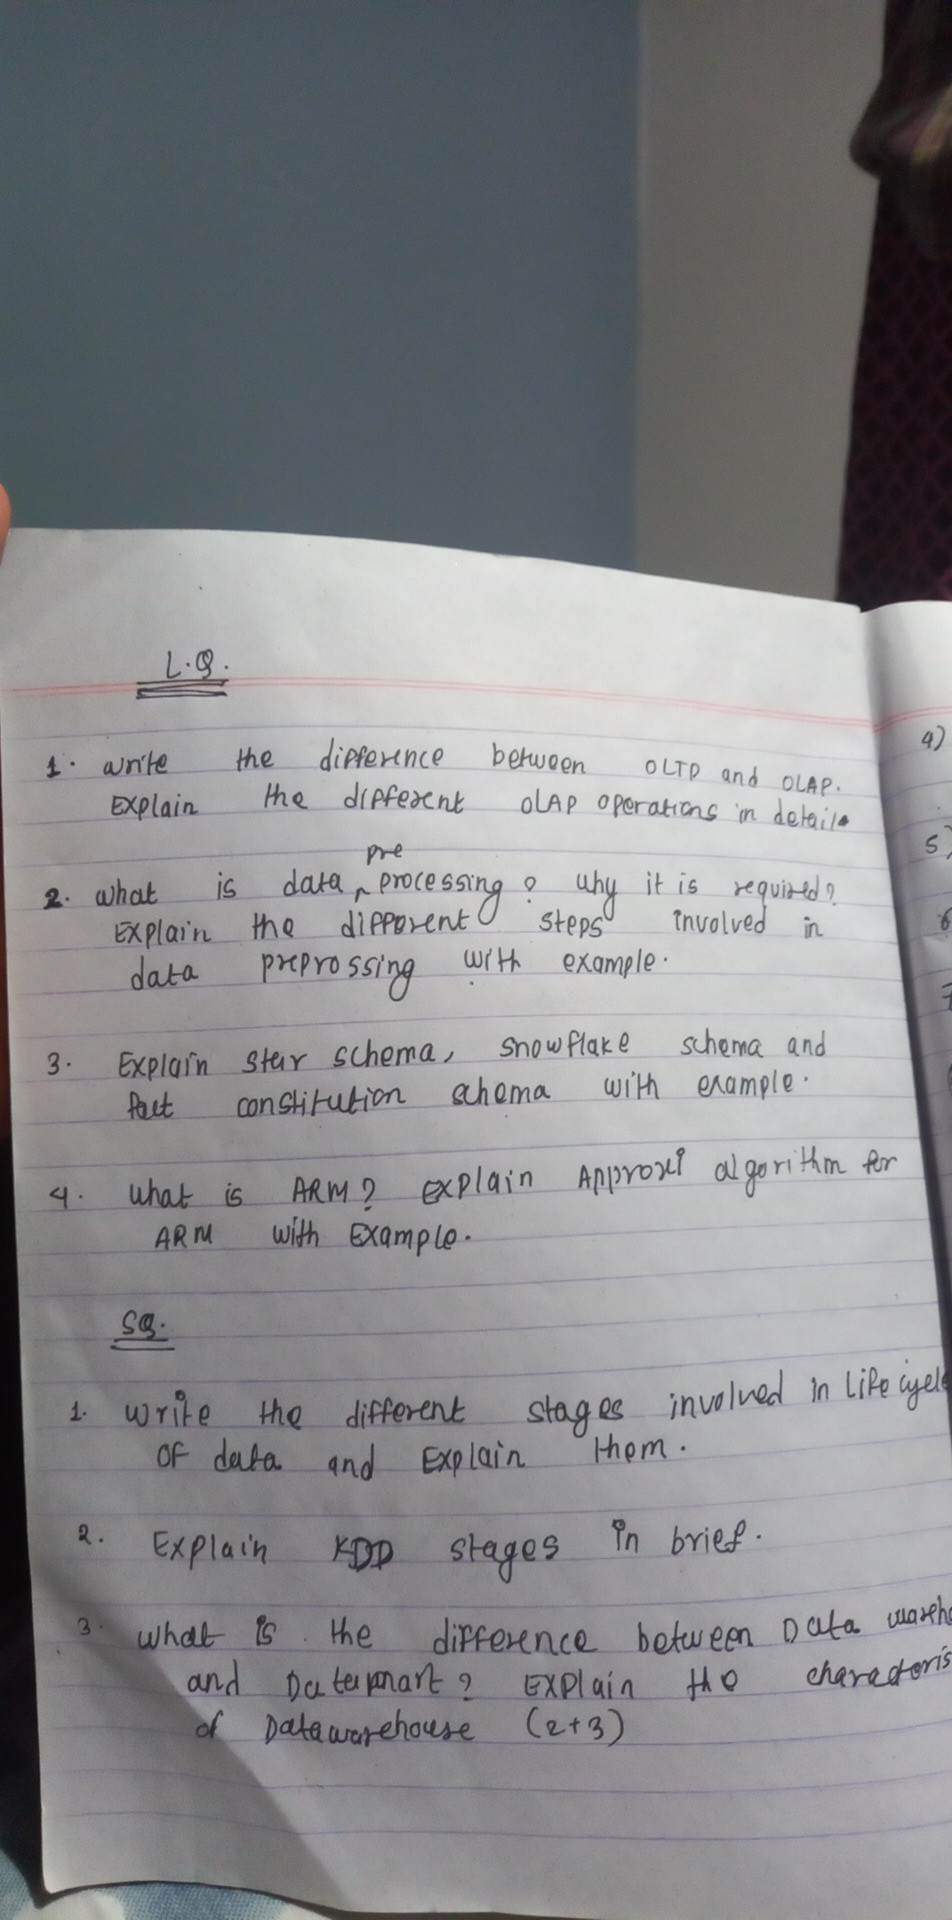 L.Q.
1. write the difference between OLTP and OLAP.
Explain the different OLAP operations in detail.
pre
2. what is data ^ processing? why it is required?
Explain the different steps involved in
data preprossing with example.
3. Explain star schema, snowflake schema and
fact constitution schema with example.
4. what is ARM? explain Approxi algorithm for
ARM with Example.
SQ.
1. write the different stages involved in life cycle
of data and Explain them.
2. Explain KDD stages in brief.
3. what is the difference between Data wareho
and Datamart? Explain the characteris
of Datawarehouse (2+3)
4)
5)
6
7